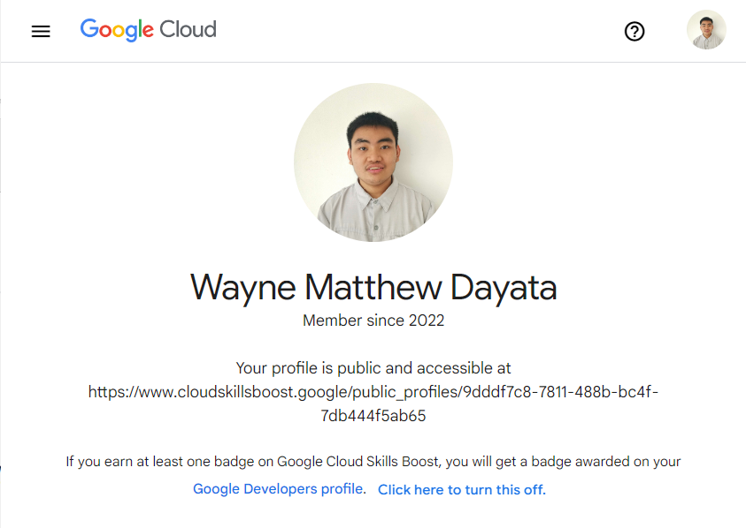 Google Cloud
Wayne Matthew Dayata
Member since 2022
Your profile is public and accessible at
https://www.cloudskillsboost.google/public_profiles/9dddf7c8-7811-488b-bc4f-
7db444f5ab65
If you earn at least one badge on Google Cloud Skills Boost, you will get a badge awarded on your
Google Developers profile. Click here to turn this off.